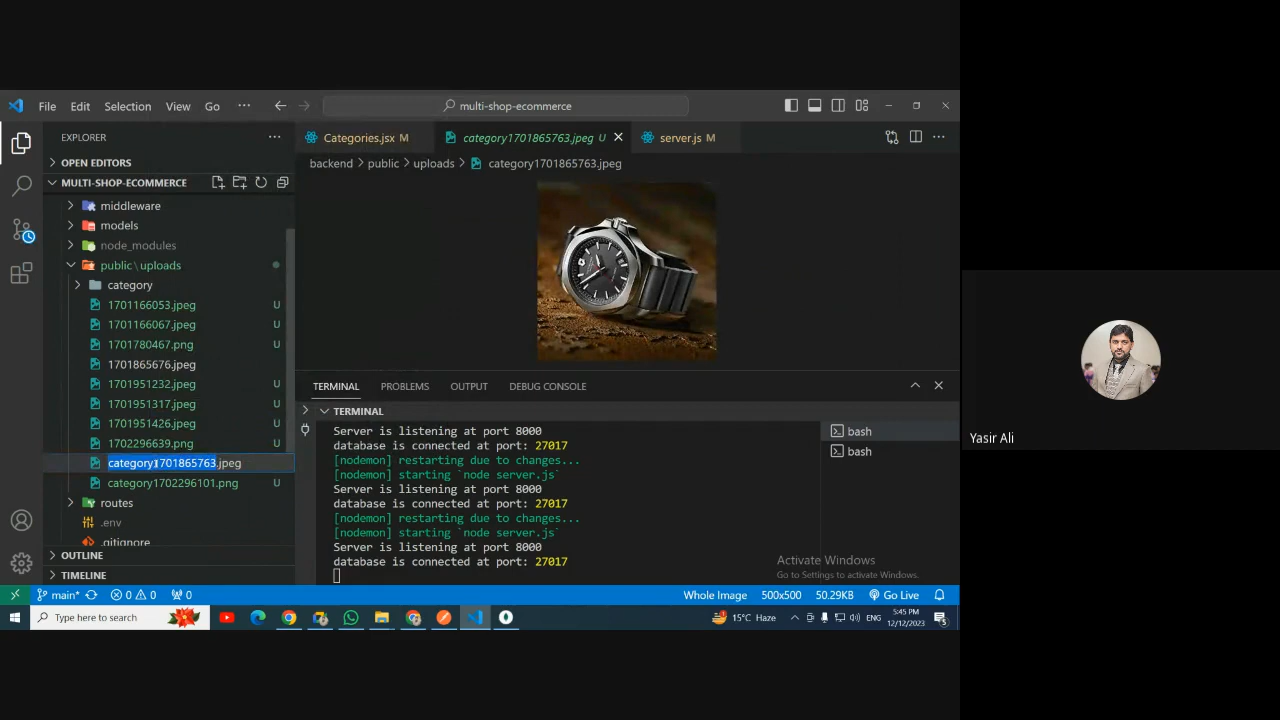 File Edit Selection View Go ··· multi-shop-ecommerce
EXPLORER
OPEN EDITORS
MULTI-SHOP-ECOMMERCE
middleware
models
node_modules
public\uploads
category
1701166053.jpeg U
1701166067.jpeg U
1701780467.png U
1701865676.jpeg
1701951232.jpeg U
1701951317.jpeg U
1701951426.jpeg U
1702296639.png U
category1701865763.jpeg
category1702296101.png U
routes
.env
.gitignore
OUTLINE
TIMELINE
Categories.jsx M category1701865763.jpeg U server.js M
backend > public > uploads > category1701865763.jpeg
TERMINAL PROBLEMS OUTPUT DEBUG CONSOLE
TERMINAL
Server is listening at port 8000
database is connected at port: 27017
[nodemon] restarting due to changes...
[nodemon] starting `node server.js`
Server is listening at port 8000
database is connected at port: 27017
[nodemon] restarting due to changes...
[nodemon] starting `node server.js`
Server is listening at port 8000
database is connected at port: 27017
bash
bash
Activate Windows
Go to Settings to activate Windows.
main* 0 0 0 Whole Image 500x500 50.29KB Go Live
Type here to search 15°C Haze ENG 5:45 PM
12/12/2023
Yasir Ali